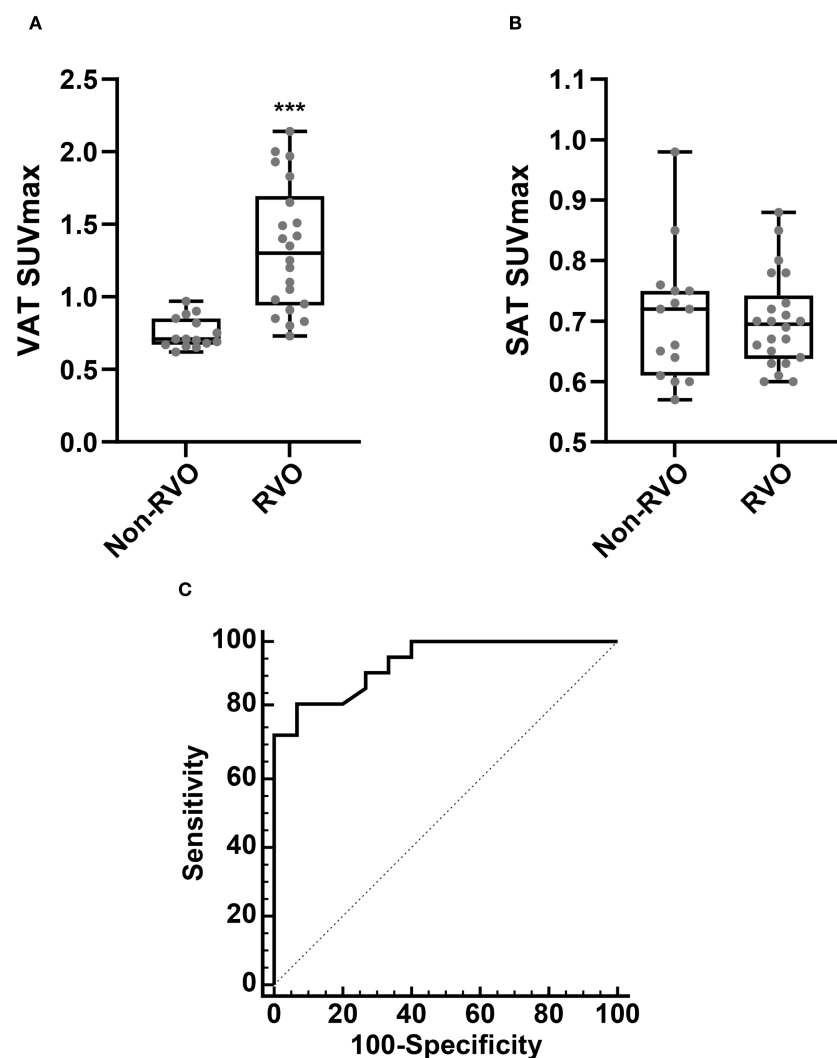 A
VAT SUVmax
2.5
2.0
1.5
1.0
0.5
0.0
***
Non-RVO
RVO
B
SAT SUVmax
1.1
1.0
0.9
0.8
0.7
0.6
0.5
Non-RVO
RVO
C
Sensitivity
100
80
60
40
20
0
0 20 40 60 80 100
100-Specificity